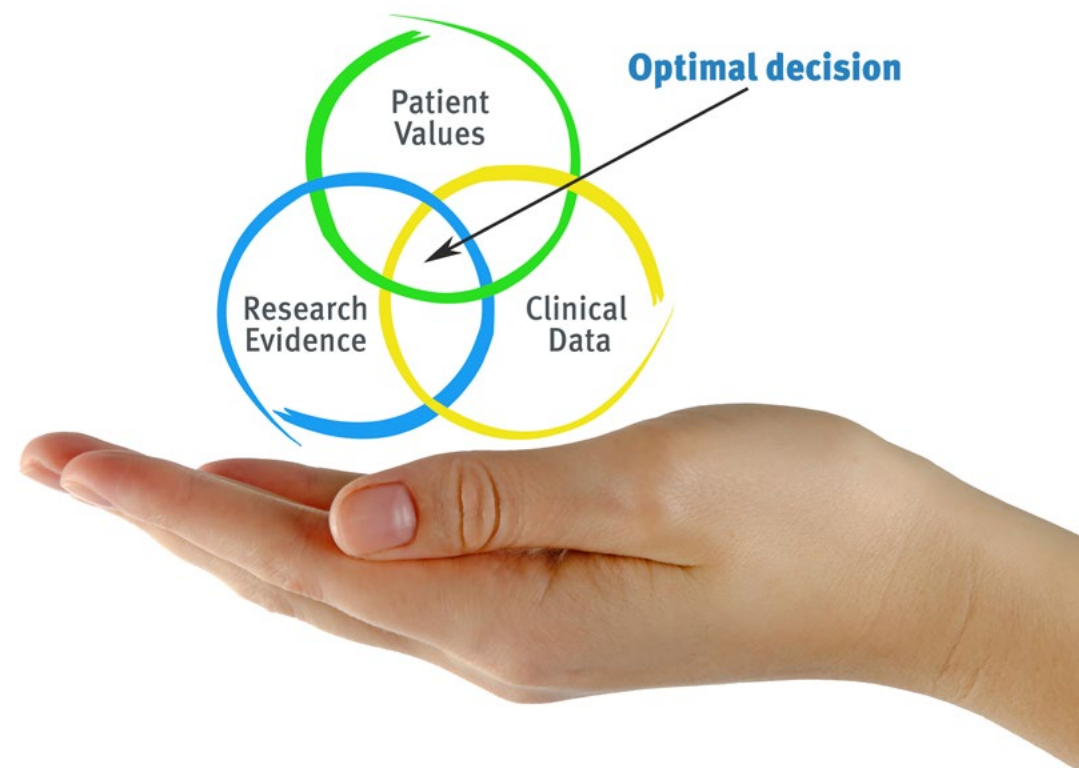 Optimal decision
Patient
Values
Research
Evidence
Clinical
Data